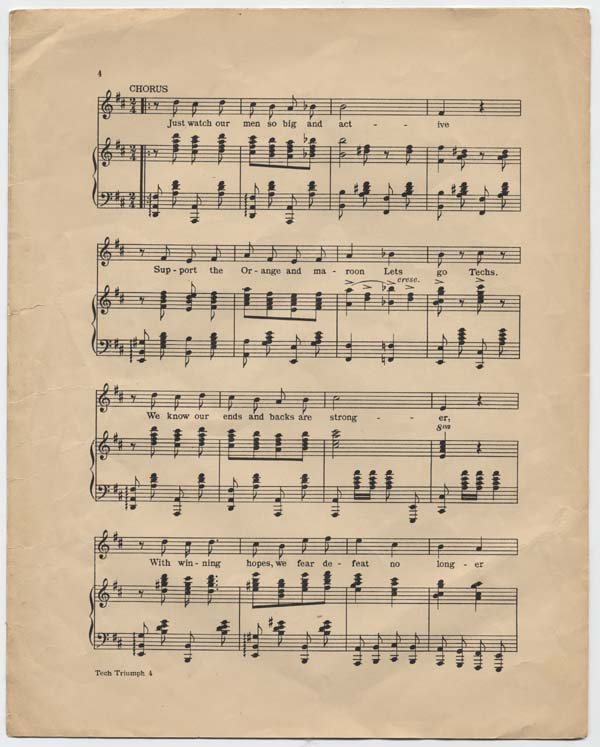 4
CHORUS
Just watch our men so big and act - - ive
Sup - port the Or - ange and ma - roon Lets go Techs.
cresc.
We know our ends and backs are strong - - er,
8va
With win - ning hopes, we fear de - feat no long - er
Tech Triumph 4